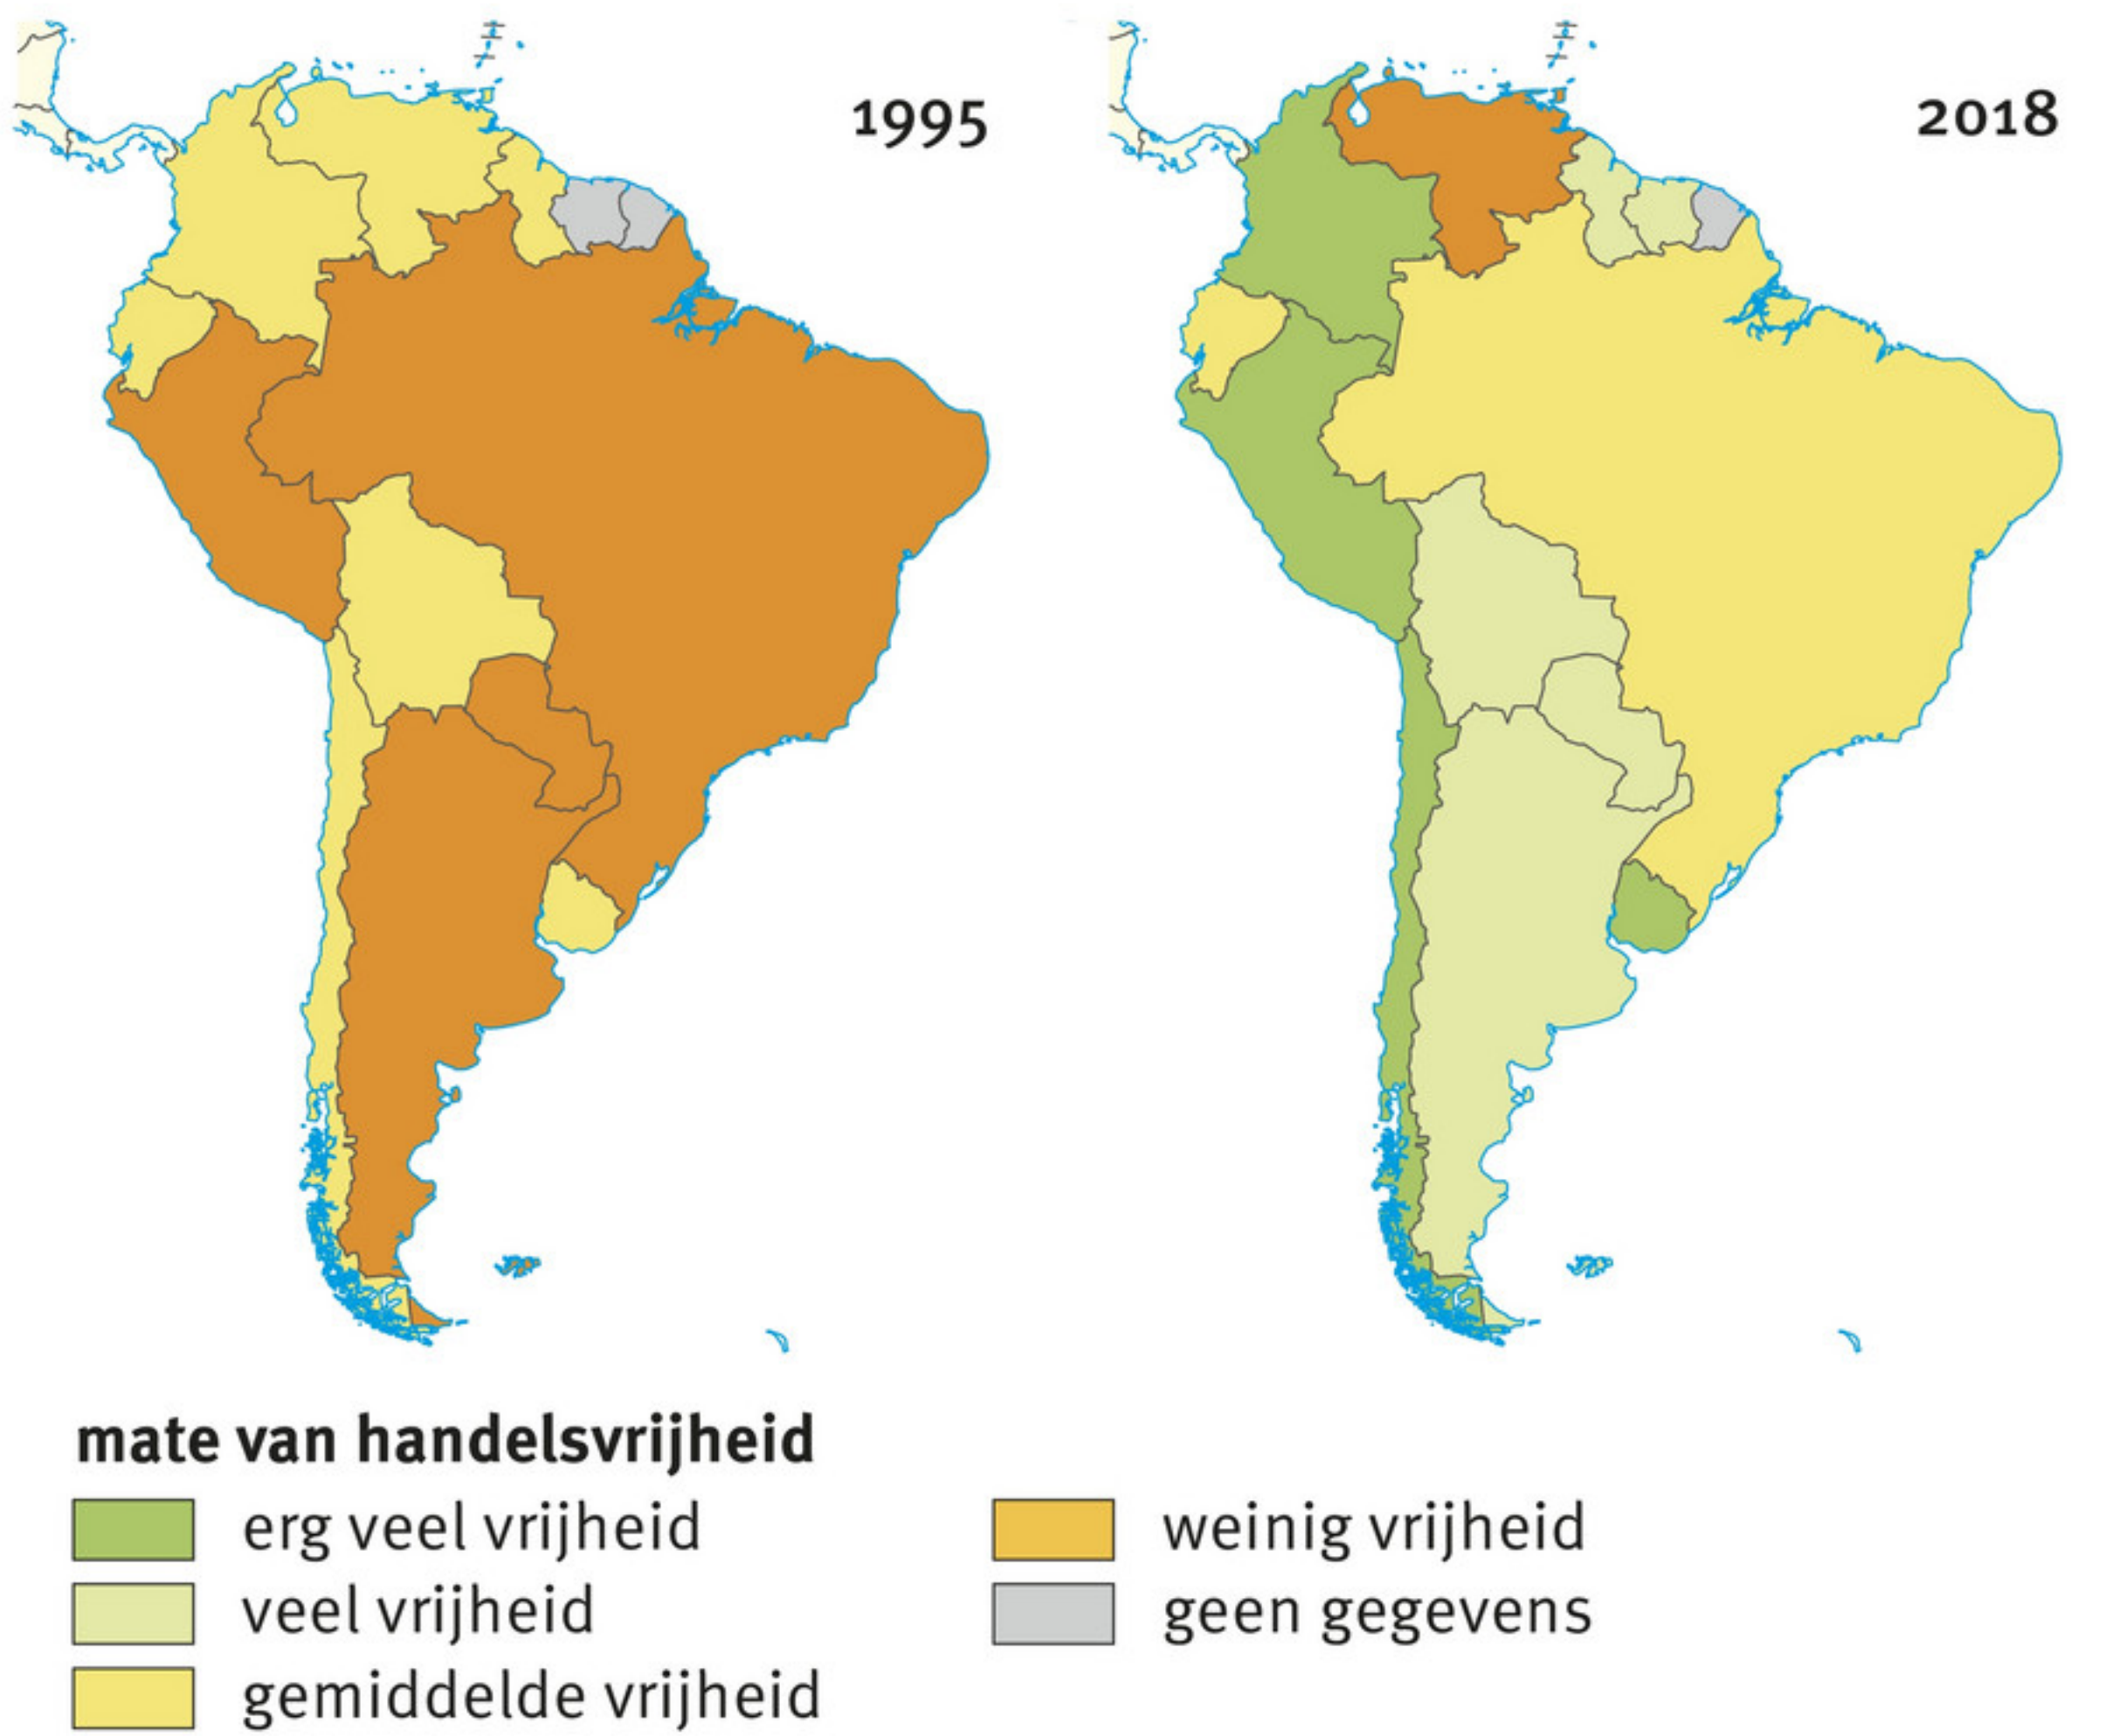 1995
2018
mate van handelsvrijheid
erg veel vrijheid
veel vrijheid
gemiddelde vrijheid
weinig vrijheid
geen gegevens